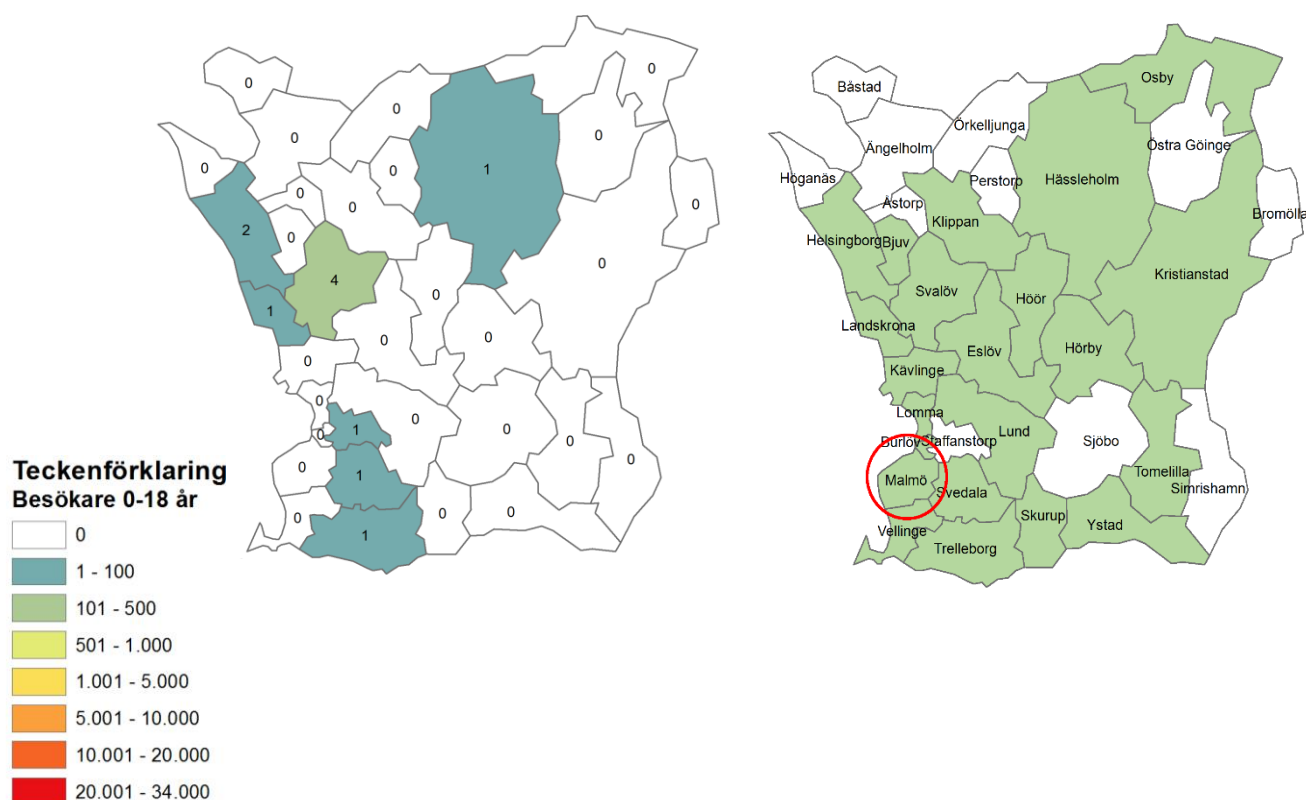 0
0
0
0
0
0
1
0
0
0
0
2
0
0
4
0
1
0
0
0
0
0
0
1
0
0
0
1
0
0
0
0
1
Teckenförklaring
Besökare 0-18 år
0
1 - 100
101 - 500
501 - 1.000
1.001 - 5.000
5.001 - 10.000
10.001 - 20.000
20.001 - 34.000
Osby
Båstad
Örkelljunga
Östra Göinge
Ängelholm
Höganäs
Perstorp
Hässleholm
Åstorp
Bromölla
Klippan
Helsingborg
Bjuv
Kristianstad
Svalöv
Höör
Landskrona
Hörby
Eslöv
Kävlinge
Lomma
Lund
Burlöv
Staffanstorp
Sjöbo
Tomelilla
Malmö
Simrishamn
Svedala
Skurup
Ystad
Vellinge
Trelleborg